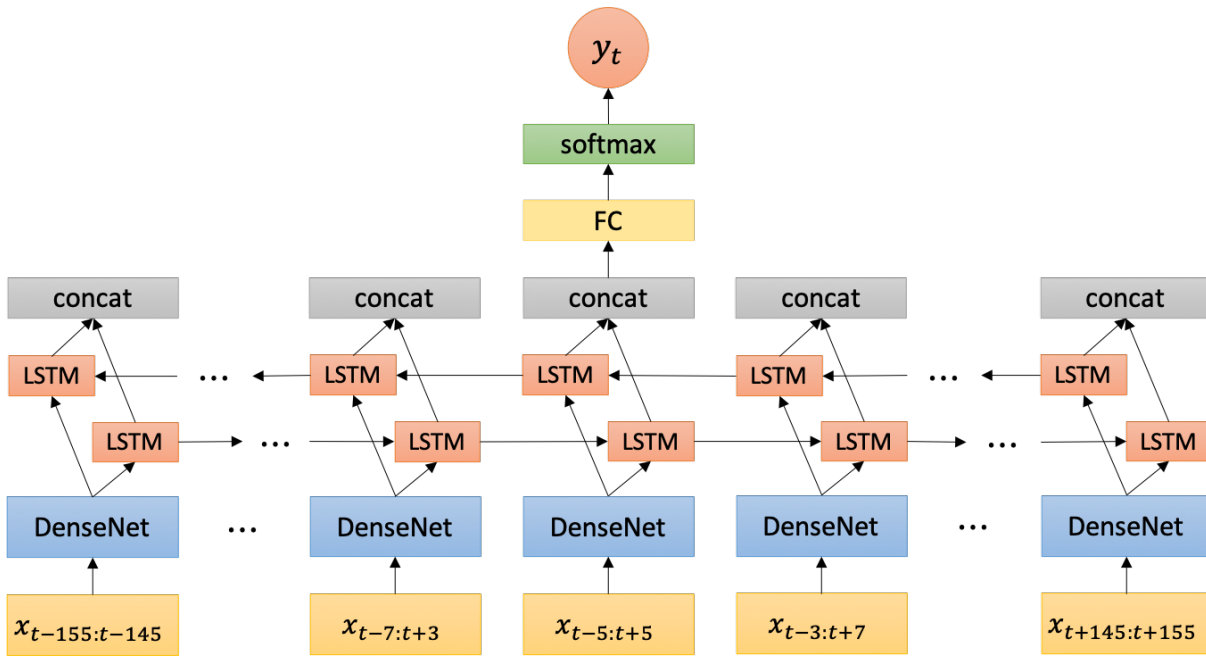 y_t
softmax
FC
concat concat concat concat concat
LSTM ... LSTM LSTM LSTM ... LSTM
LSTM ... LSTM LSTM LSTM ... LSTM
DenseNet ... DenseNet DenseNet DenseNet ... DenseNet
x_{t−155:t−145} x_{t−7:t+3} x_{t−5:t+5} x_{t−3:t+7} x_{t+145:t+155}